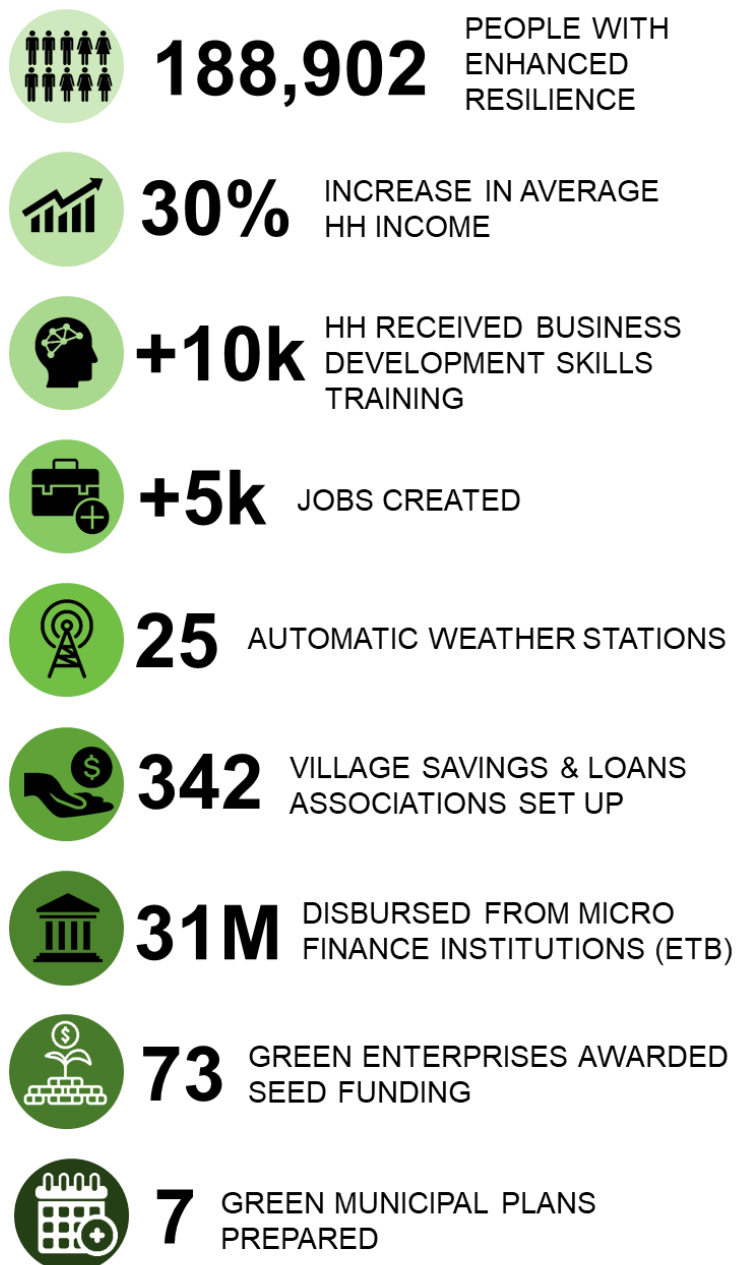 188,902
PEOPLE WITH
ENHANCED
RESILIENCE
30%
INCREASE IN AVERAGE
HH INCOME
+10k
HH RECEIVED BUSINESS
DEVELOPMENT SKILLS
TRAINING
+5k
JOBS CREATED
25
AUTOMATIC WEATHER STATIONS
$
342
VILLAGE SAVINGS & LOANS
ASSOCIATIONS SET UP
31M
DISBURSED FROM MICRO
FINANCE INSTITUTIONS (ETB)
$
73
GREEN ENTERPRISES AWARDED
SEED FUNDING
7
GREEN MUNICIPAL PLANS
PREPARED